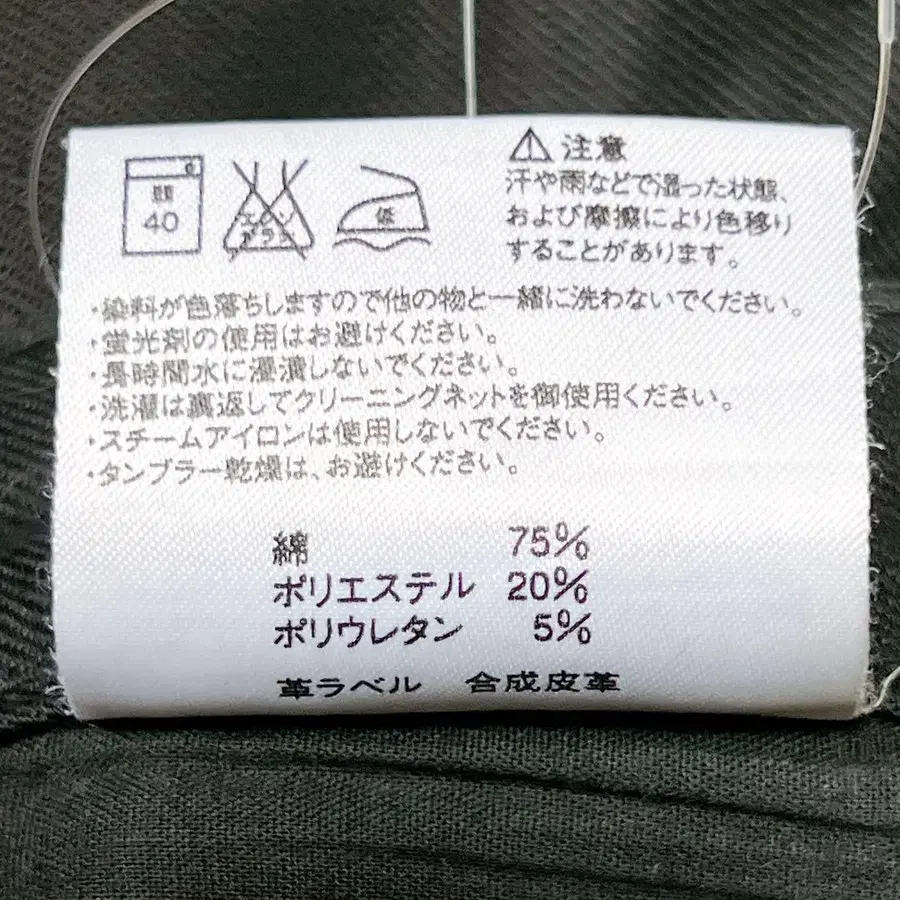 40
エンソ
サラシ
低
注意
汗や雨などで湿った状態、
および摩擦により色移り
することがあります。
・染料が色落ちしますので他の物と一緒に洗わないでください。
・蛍光剤の使用はお避けください。
・長時間水に浸漬しないでください。
・洗濯は裏返してクリーニングネットを御使用ください。
・スチームアイロンは使用しないでください。
・タンブラー乾燥は、お避けください。
綿 75%
ポリエステル 20%
ポリウレタン 5%
革ラベル 合成皮革